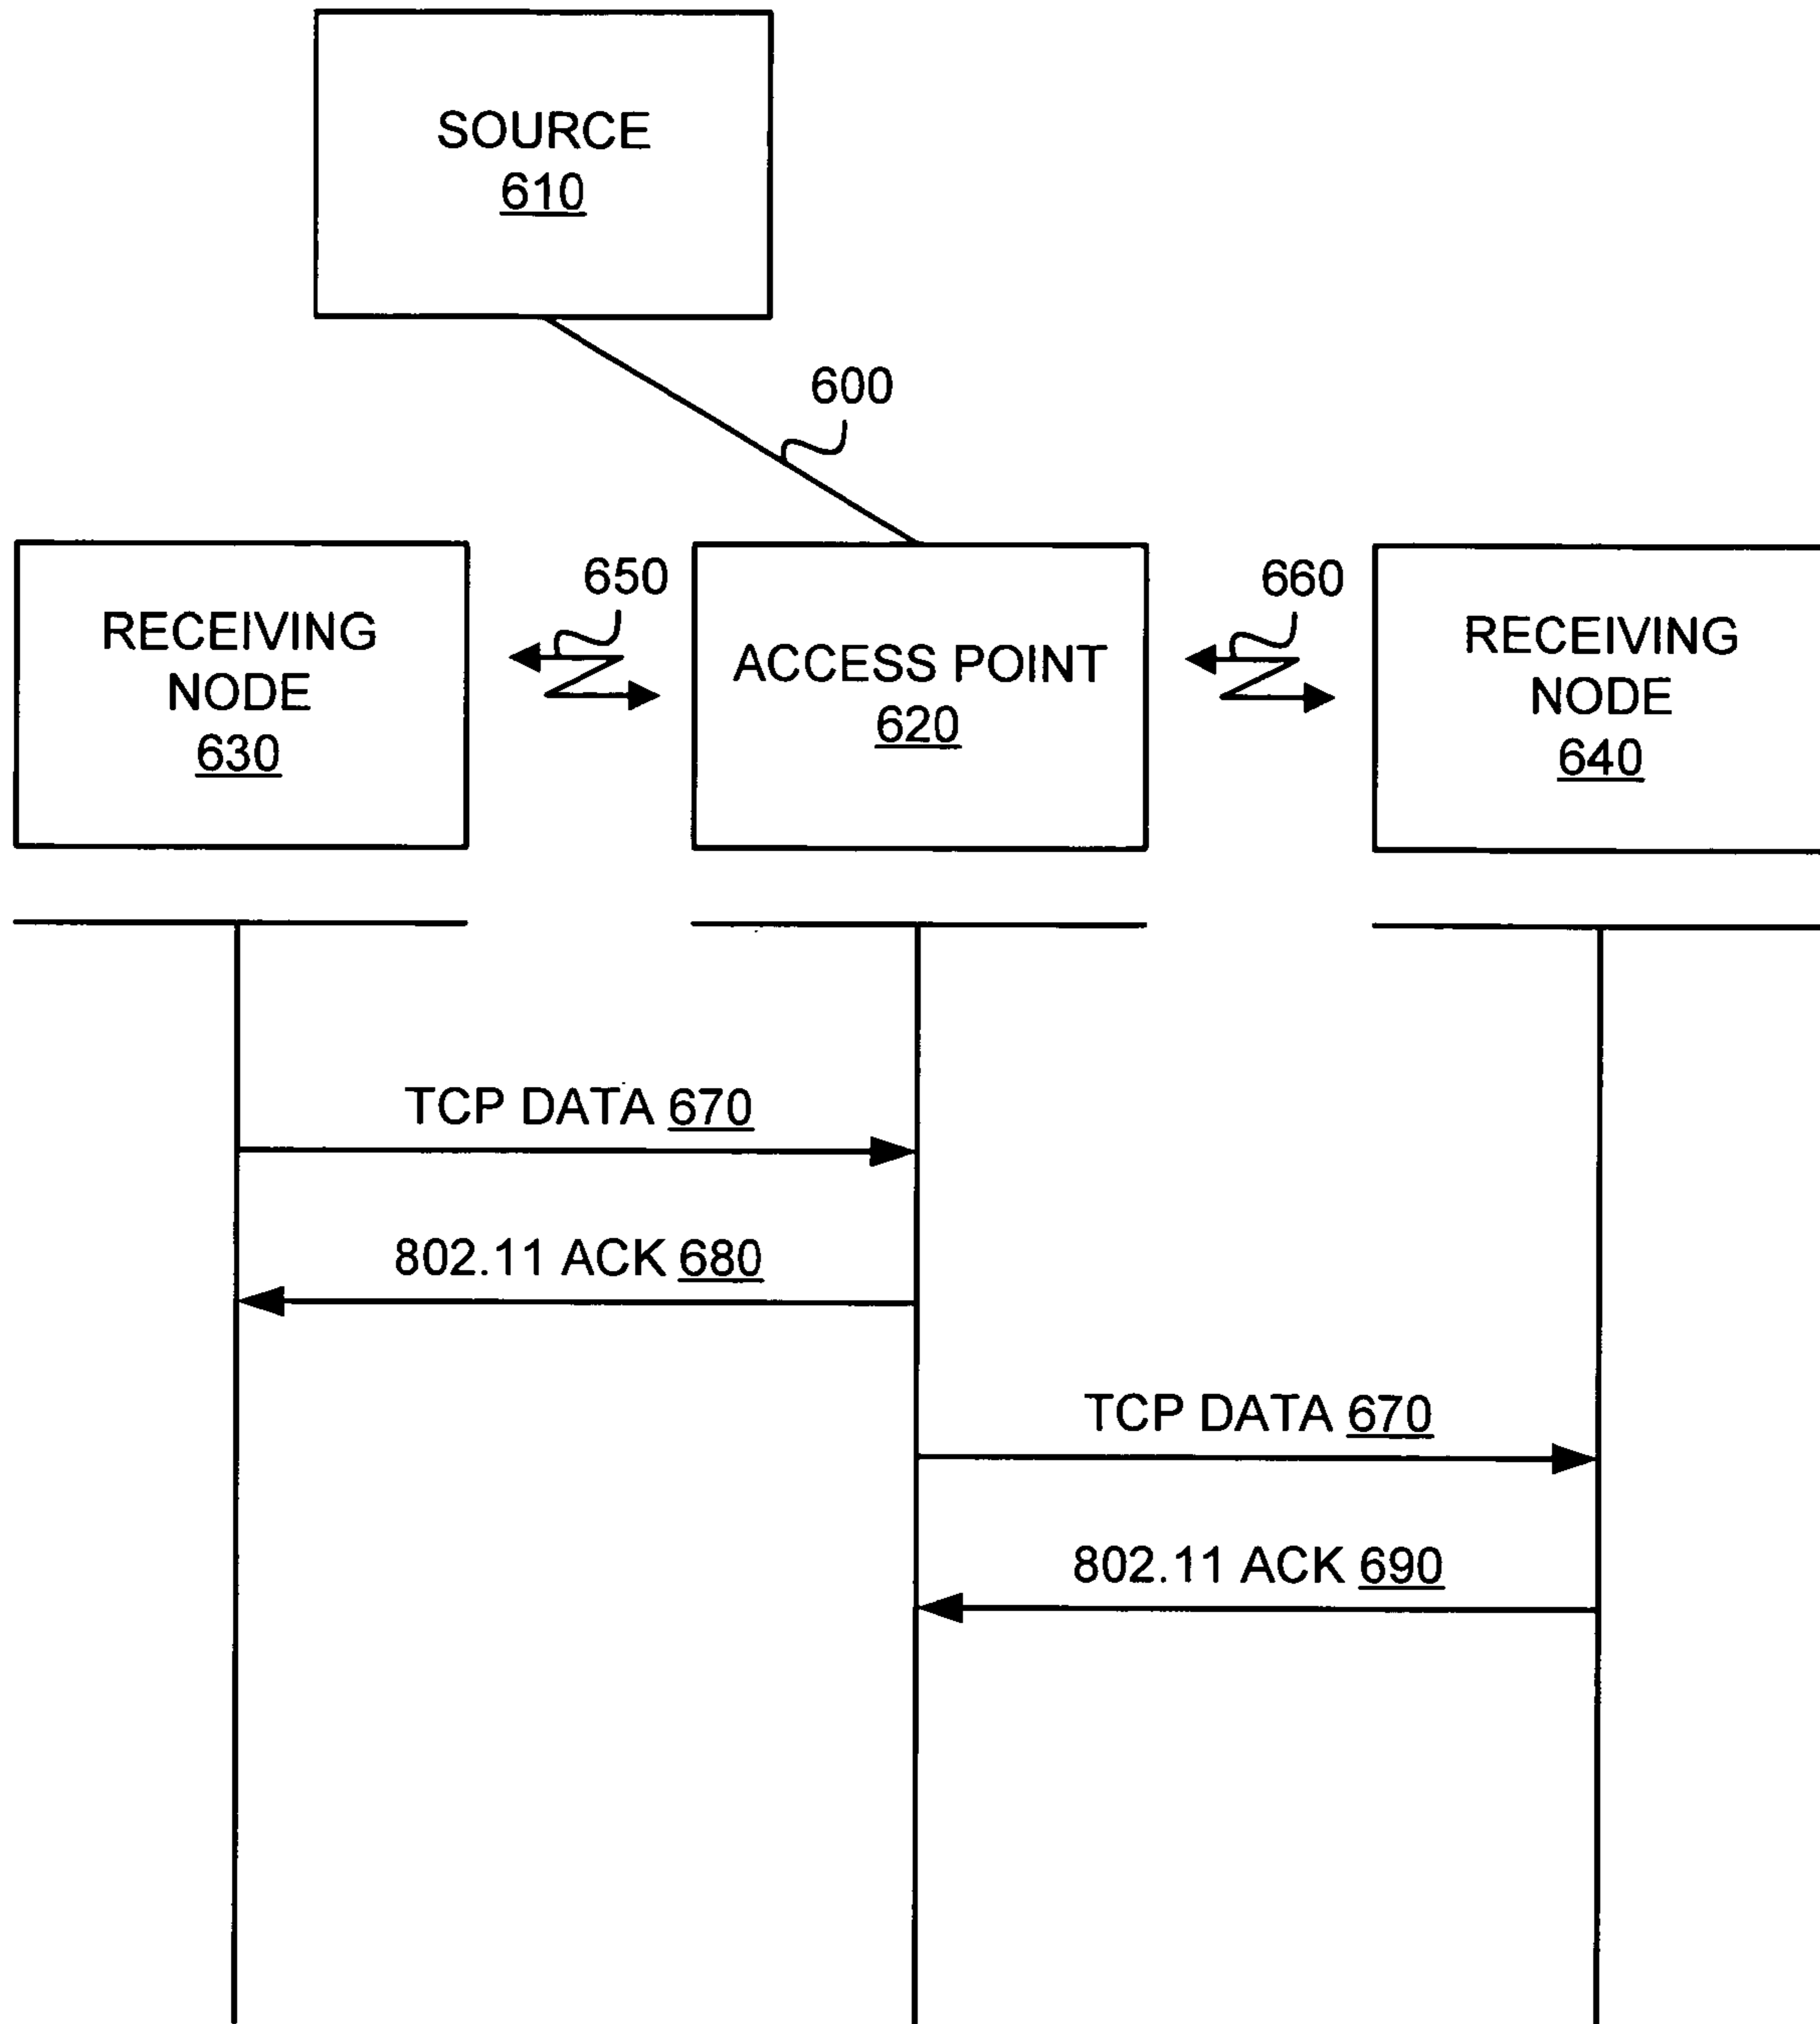 SOURCE
610
600
650
660
RECEIVING
NODE
630
ACCESS POINT
620
RECEIVING
NODE
640
TCP DATA 670
802.11 ACK 680
TCP DATA 670
802.11 ACK 690